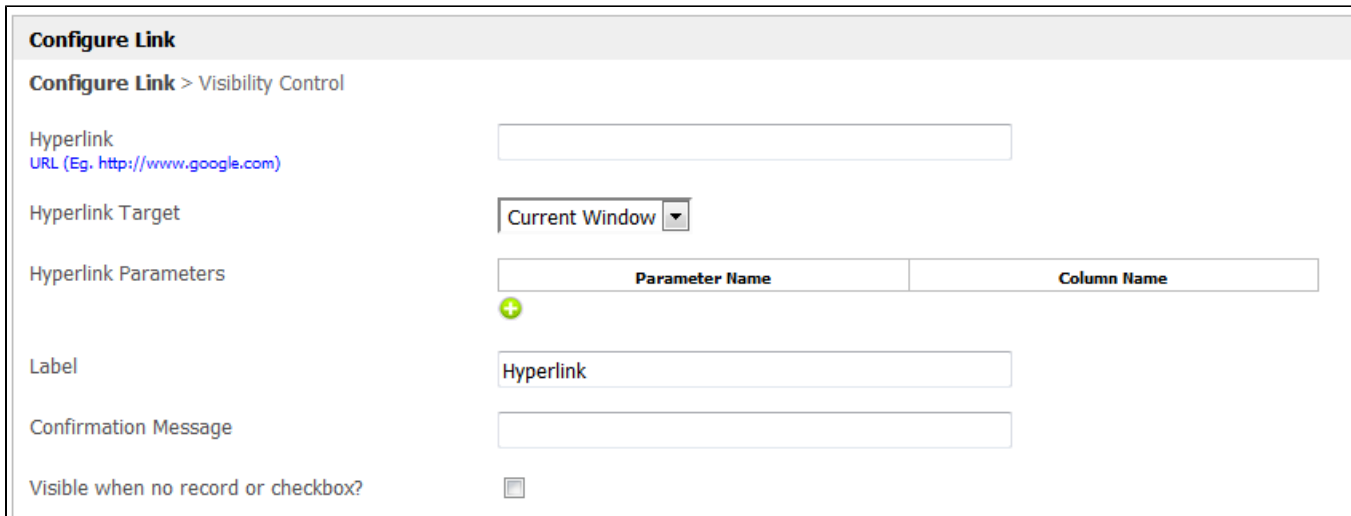 Configure Link
Configure Link > Visibility Control
Hyperlink
URL (Eg. http://www.google.com)
Hyperlink Target
Current Window
Hyperlink Parameters
Parameter Name Column Name
Label
Hyperlink
Confirmation Message
Visible when no record or checkbox?